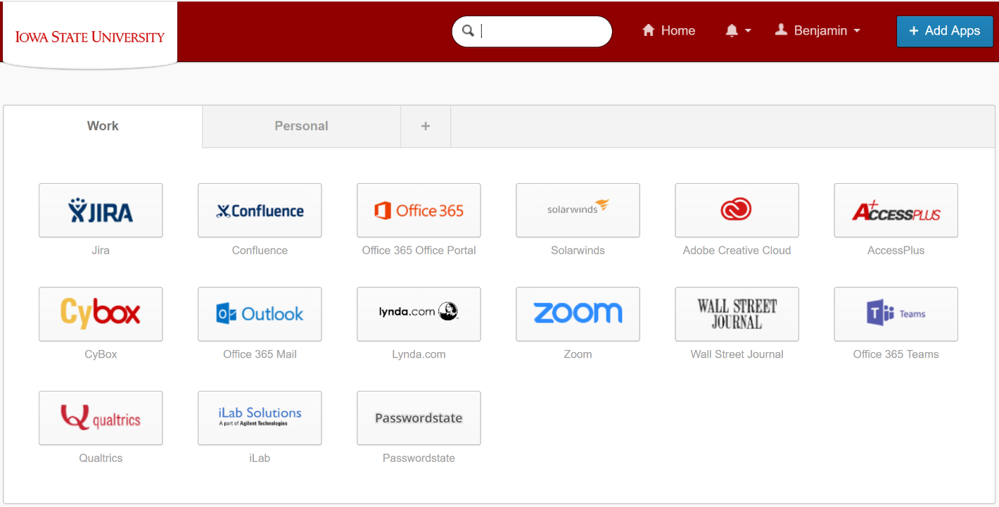 IOWA STATE UNIVERSITY
Home
Benjamin
+ Add Apps
Work
Personal
+
JIRA
Confluence
Office 365
solarwinds
A+CCESSPLUS
Jira
Confluence
Office 365 Office Portal
Solarwinds
Adobe Creative Cloud
AccessPlus
Cybox
Outlook
lynda.com
zoom
WALL STREET
JOURNAL
Teams
CyBox
Office 365 Mail
Lynda.com
Zoom
Wall Street Journal
Office 365 Teams
qualtrics
iLab Solutions
A part of Agilent Technologies
Passwordstate
Qualtrics
iLab
Passwordstate